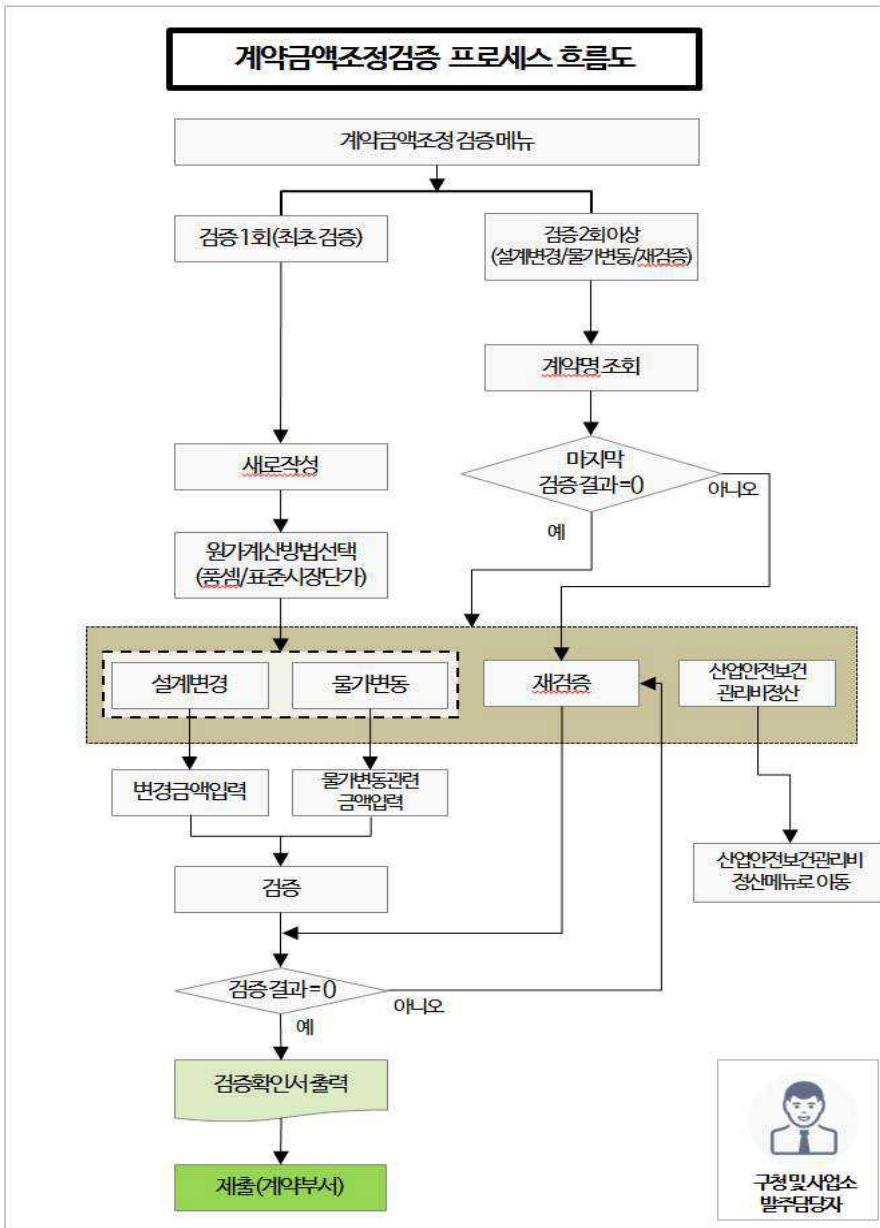 계약금액조정검증 프로세스 흐름도
계약금액조정 검증 메뉴
검증 1회(최초 검증)
검증 2회 이상
(설계변경/물가변동/재검증)
계약명 조회
새로작성
마지막
검증 결과 = 0
아니오
예
원가계산방법선택
(품셈/표준시장단가)
설계변경
물가변동
재검증
산업안전보건
관리비정산
변경금액입력
물가변동관련
금액입력
산업안전보건관리비
정산메뉴로 이동
검증
검증 결과 = 0
아니오
예
검증확인서 출력
제출(계약부서)
구청 및 사업소
발주담당자